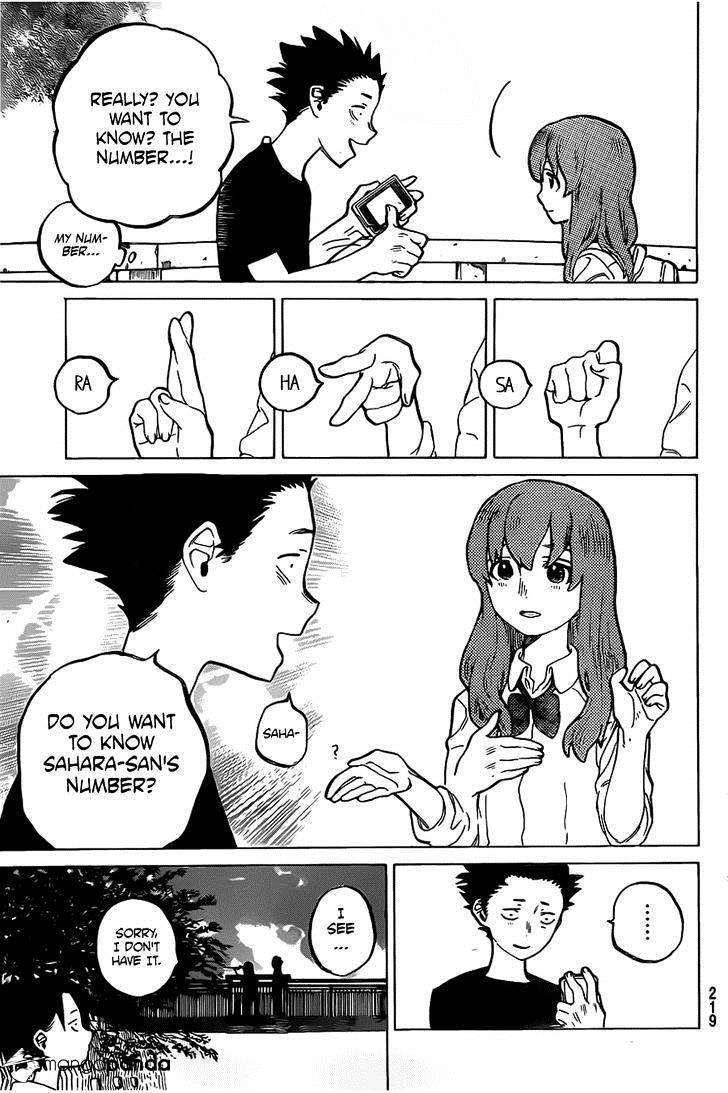 REALLY? YOU
WANT TO
KNOW? THE
NUMBER...!
MY NUM-
BER...
SA
HA
RA
SAHA-
?
DO YOU WANT
TO KNOW
SAHARA-SAN'S
NUMBER?
......
I
SEE
...
SORRY,
I DON'T
HAVE IT.
219
mangapanda